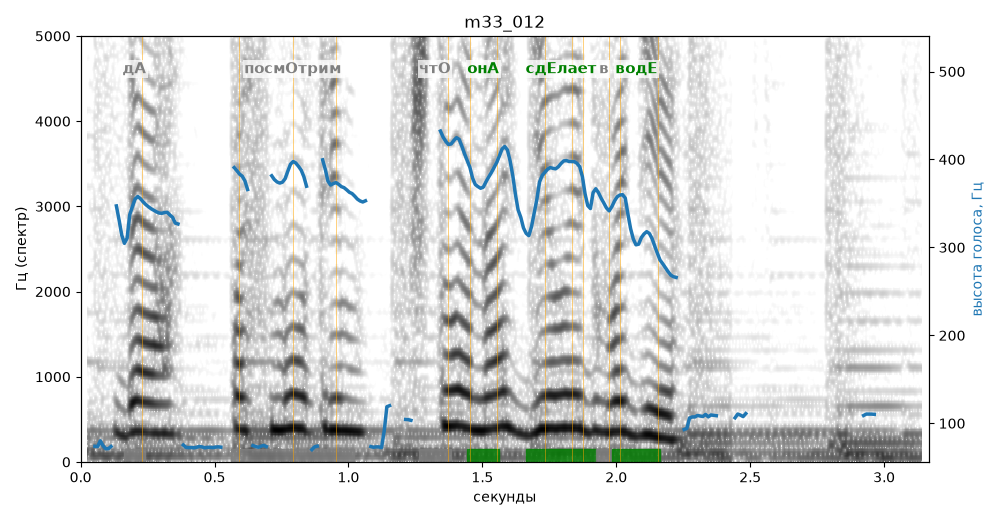 m33_012
дА посмОтрим чтО онА сдЕлает в водЕ
5000
4000
3000
2000
1000
0
Гц (спектр)
500
400
300
200
100
высота голоса, Гц
0.0 0.5 1.0 1.5 2.0 2.5 3.0
секунды